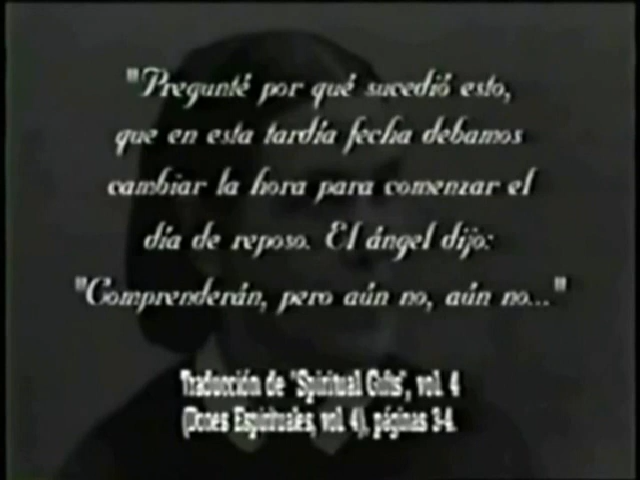 "Pregunté por qué sucedió esto,
que en esta tardía fecha debamos
cambiar la hora para comenzar el
día de reposo. El ángel dijo:
"Comprenderán, pero aún no, aún no..."
Traducción de "Spiritual Gifts", vol. 4
(Dones Espirituales, vol. 4), páginas 3-4.